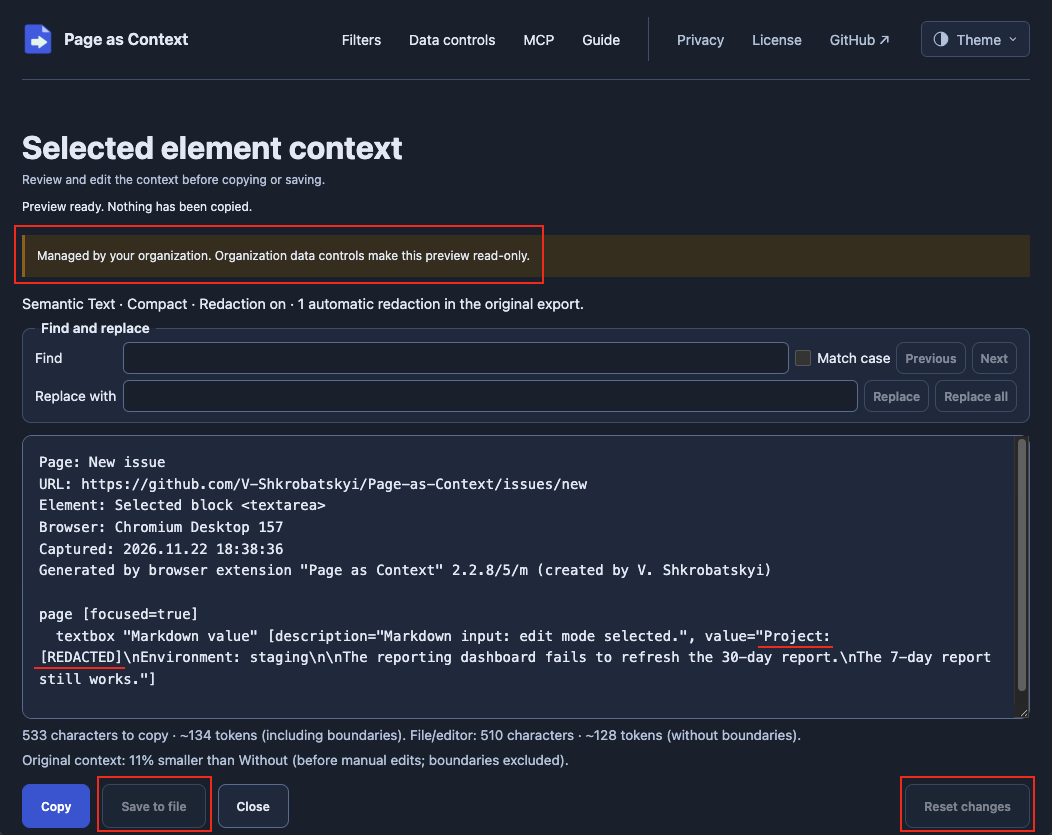 Page as Context
Filters
Data controls
MCP
Guide
Privacy
License
GitHub ↗
Theme
Selected element context
Review and edit the context before copying or saving.
Preview ready. Nothing has been copied.
Managed by your organization. Organization data controls make this preview read-only.
Semantic Text · Compact · Redaction on · 1 automatic redaction in the original export.
Find and replace
Find
Match case
Previous
Next
Replace with
Replace
Replace all
Page: New issue
URL: https://github.com/V-Shkrobatskyi/Page-as-Context/issues/new
Element: Selected block <textarea>
Browser: Chromium Desktop 157
Captured: 2026.11.22 18:38:36
Generated by browser extension "Page as Context" 2.2.8/5/m (created by V. Shkrobatskyi)
page [focused=true]
textbox "Markdown value" [description="Markdown input: edit mode selected.", value="Project:
[REDACTED]\nEnvironment: staging\n\nThe reporting dashboard fails to refresh the 30-day report.\nThe 7-day report
still works."]
533 characters to copy · ~134 tokens (including boundaries). File/editor: 510 characters · ~128 tokens (without boundaries).
Original context: 11% smaller than Without (before manual edits; boundaries excluded).
Copy
Save to file
Close
Reset changes